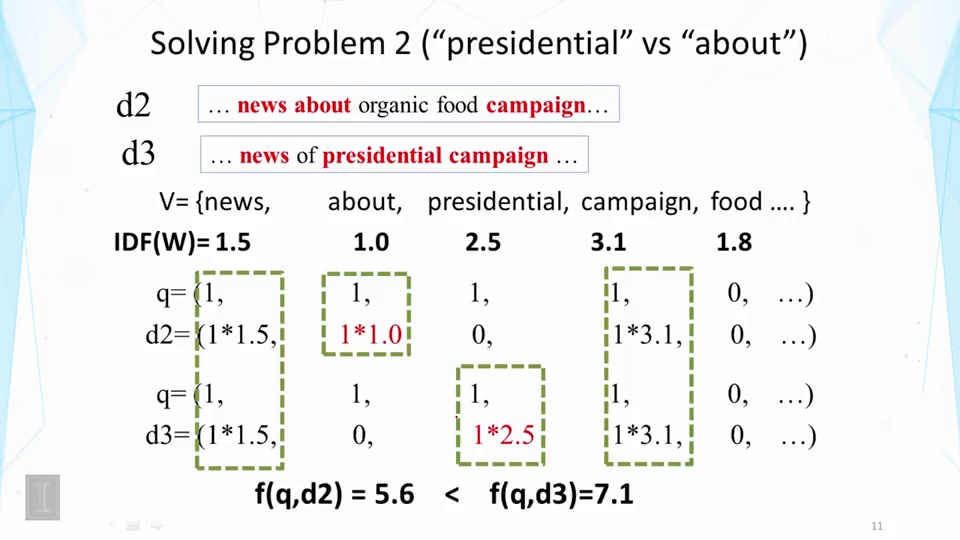 Solving Problem 2 (“presidential” vs “about”)
d2 … news about organic food campaign…
d3 … news of presidential campaign …
V= {news, about, presidential, campaign, food …. }
IDF(W)= 1.5 1.0 2.5 3.1 1.8
q= (1, 1, 1, 1, 0, …)
d2= (1*1.5, 1*1.0 0, 1*3.1, 0, …)
q= (1, 1, 1, 1, 0, …)
d3= (1*1.5, 0, 1*2.5 1*3.1, 0, …)
f(q,d2) = 5.6 < f(q,d3)=7.1
I
11